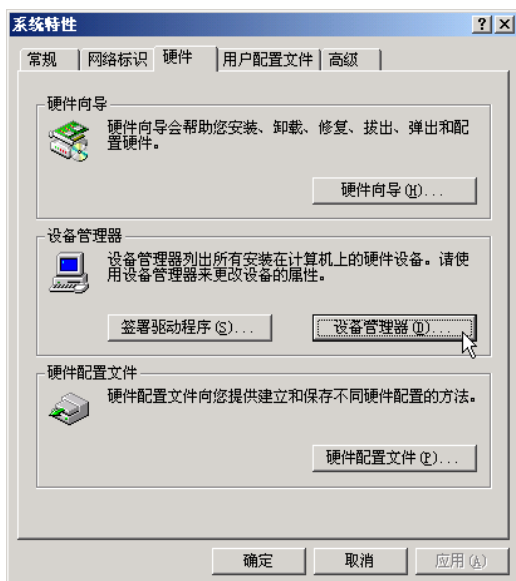 系统特性
常规 网络标识 硬件 用户配置文件 高级
硬件向导
硬件向导会帮助您安装、卸载、修复、拔出、弹出和配
置硬件。
硬件向导(H)...
设备管理器
设备管理器列出所有安装在计算机上的硬件设备。请使
用设备管理器来更改设备的属性。
签署驱动程序(S)... 设备管理器(D)...
硬件配置文件
硬件配置文件向您提供建立和保存不同硬件配置的方法。
硬件配置文件(P)...
确定 取消 应用(A)